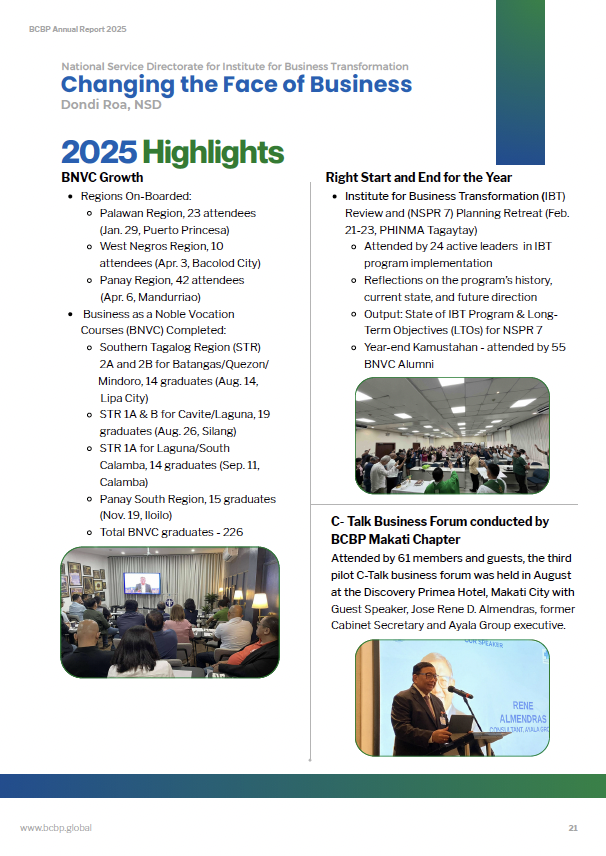 BCBP Annual Report 2025
National Service Directorate for Institute for Business Transformation
Changing the Face of Business
Dondi Roa, NSD
2025 Highlights
BNVC Growth
• Regions On-Boarded:
Palawan Region, 23 attendees
(Jan. 29, Puerto Princesa)
West Negros Region, 10
attendees (Apr. 3, Bacolod City)
Panay Region, 42 attendees
(Apr. 6, Mandurriao)
• Business as a Noble Vocation
Courses (BNVC) Completed:
Southern Tagalog Region (STR)
2A and 2B for Batangas/Quezon/
Mindoro, 14 graduates (Aug. 14,
Lipa City)
STR 1A & B for Cavite/Laguna, 19
graduates (Aug. 26, Silang)
STR 1A for Laguna/South
Calamba, 14 graduates (Sep. 11,
Calamba)
Panay South Region, 15 graduates
(Nov. 19, Iloilo)
Total BNVC graduates - 226
Right Start and End for the Year
• Institute for Business Transformation (IBT)
Review and (NSPR 7) Planning Retreat (Feb.
21-23, PHINMA Tagaytay)
Attended by 24 active leaders in IBT
program implementation
Reflections on the program's history,
current state, and future direction
Output: State of IBT Program & Long-
Term Objectives (LTOs) for NSPR 7
Year-end Kamustahan - attended by 55
BNVC Alumni
C- Talk Business Forum conducted by
BCBP Makati Chapter
Attended by 61 members and guests, the third
pilot C-Talk business forum was held in August
at the Discovery Primea Hotel, Makati City with
Guest Speaker, Jose Rene D. Almendras, former
Cabinet Secretary and Ayala Group executive.
OUR SPEAKER
RENE
ALMENDRAS
CONSULTANT, AYALA
www.bcbp.global
21